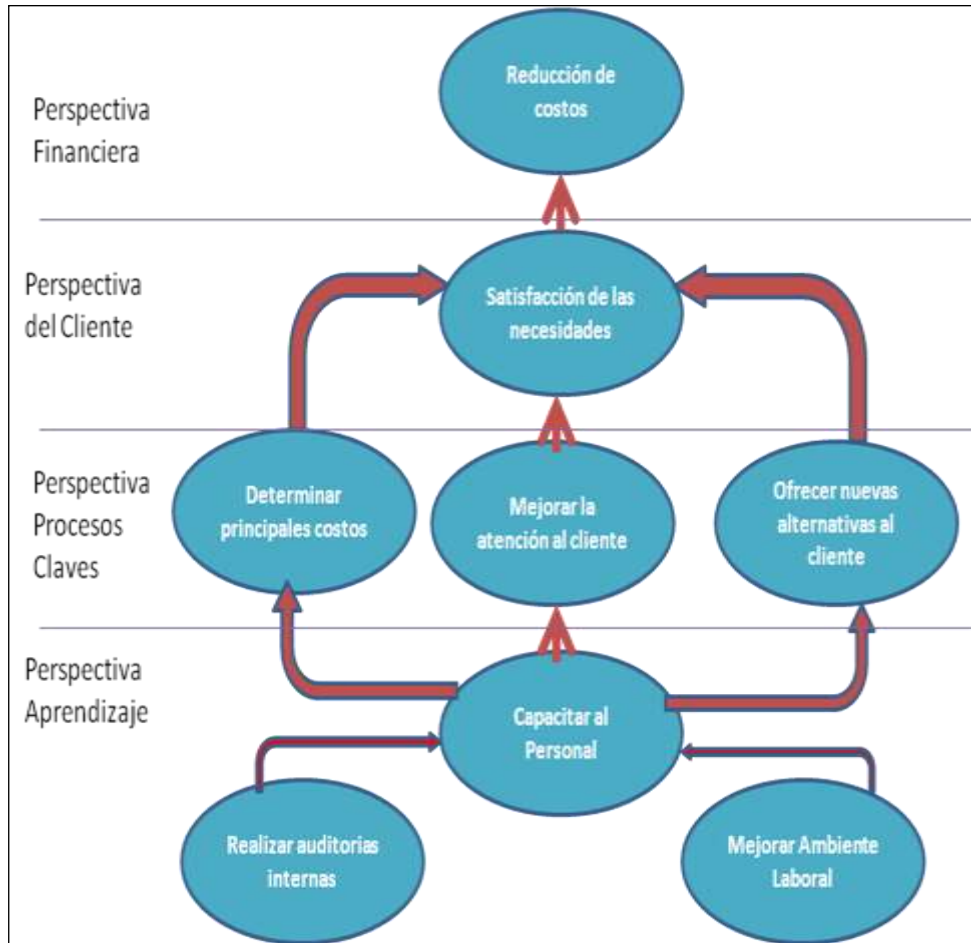 Reducción de
costos
Perspectiva
Financiera
Perspectiva
del Cliente
Satisfacción de las
necesidades
Perspectiva
Procesos
Claves
Determinar
principales costos
Mejorar la
atención al cliente
Ofrecer nuevas
alternativas al
cliente
Perspectiva
Aprendizaje
Capacitar al
Personal
Realizar auditorias
internas
Mejorar Ambiente
Laboral